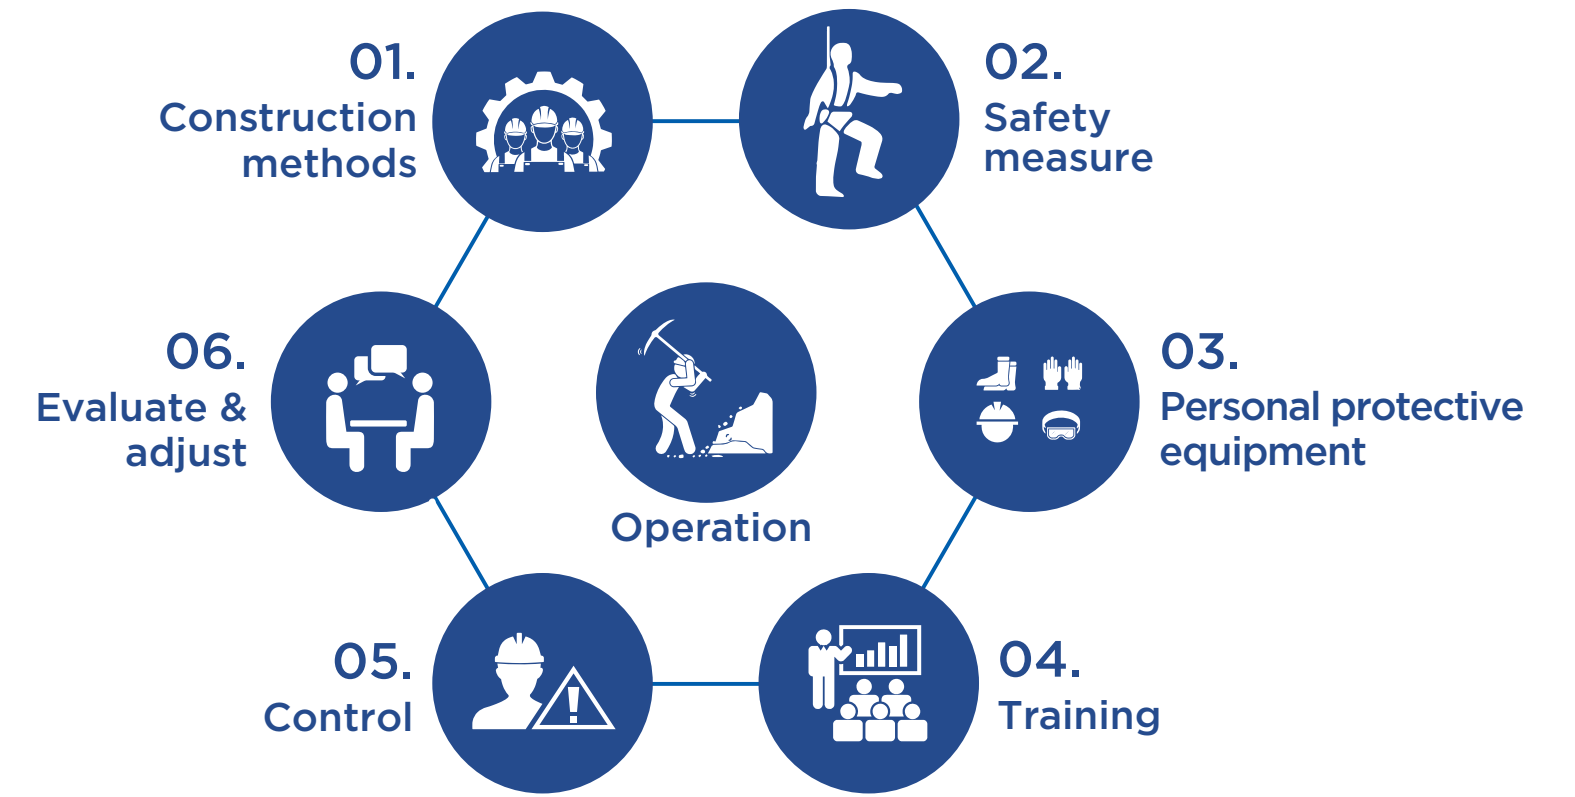 01.
Construction
methods
02.
Safety
measure
03.
Personal protective
equipment
04.
Training
05.
Control
06.
Evaluate &
adjust
Operation